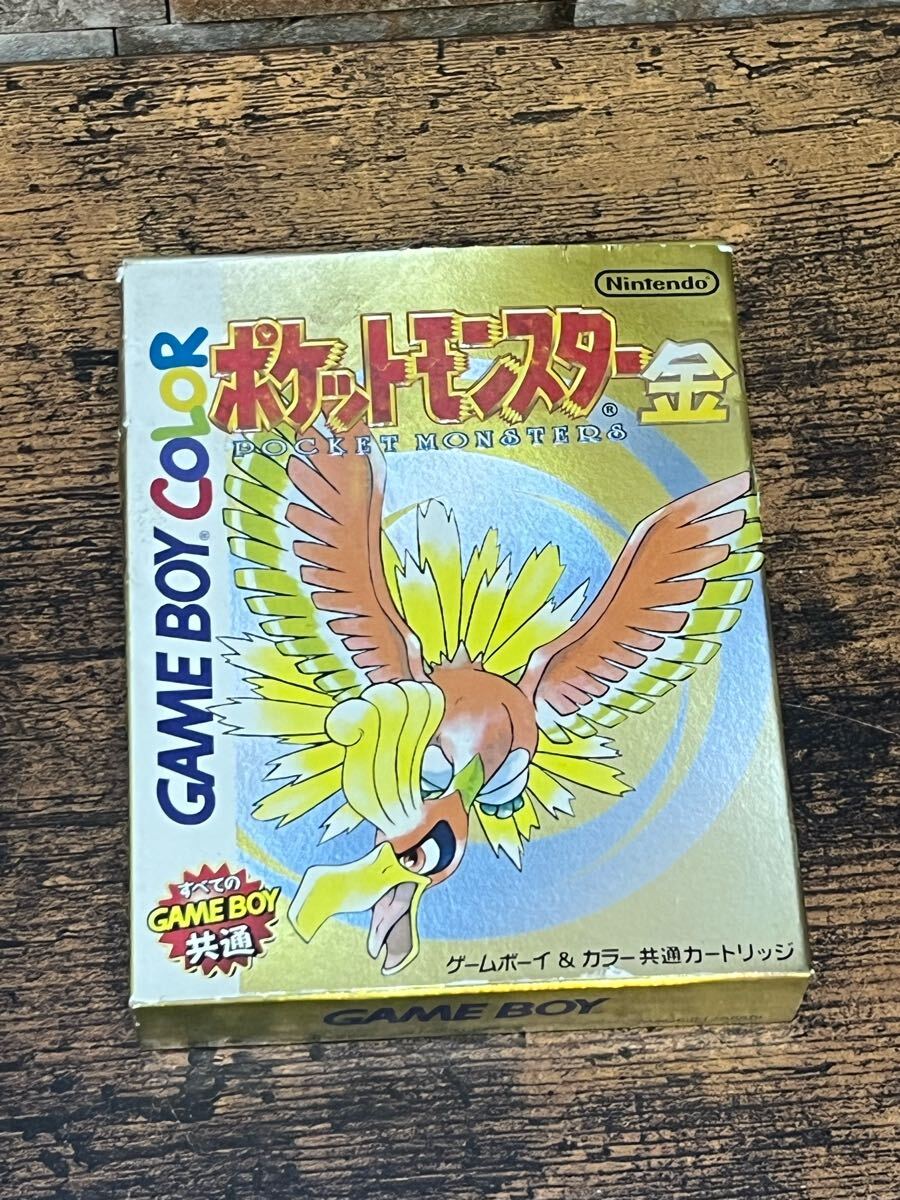 Nintendo®
ポケットモンスター金
®
POCKET MONSTERS
GAME BOY® COLOR
すべての
GAME BOY
共通
ゲームボーイ & カラー共通カートリッジ
GAME BOY